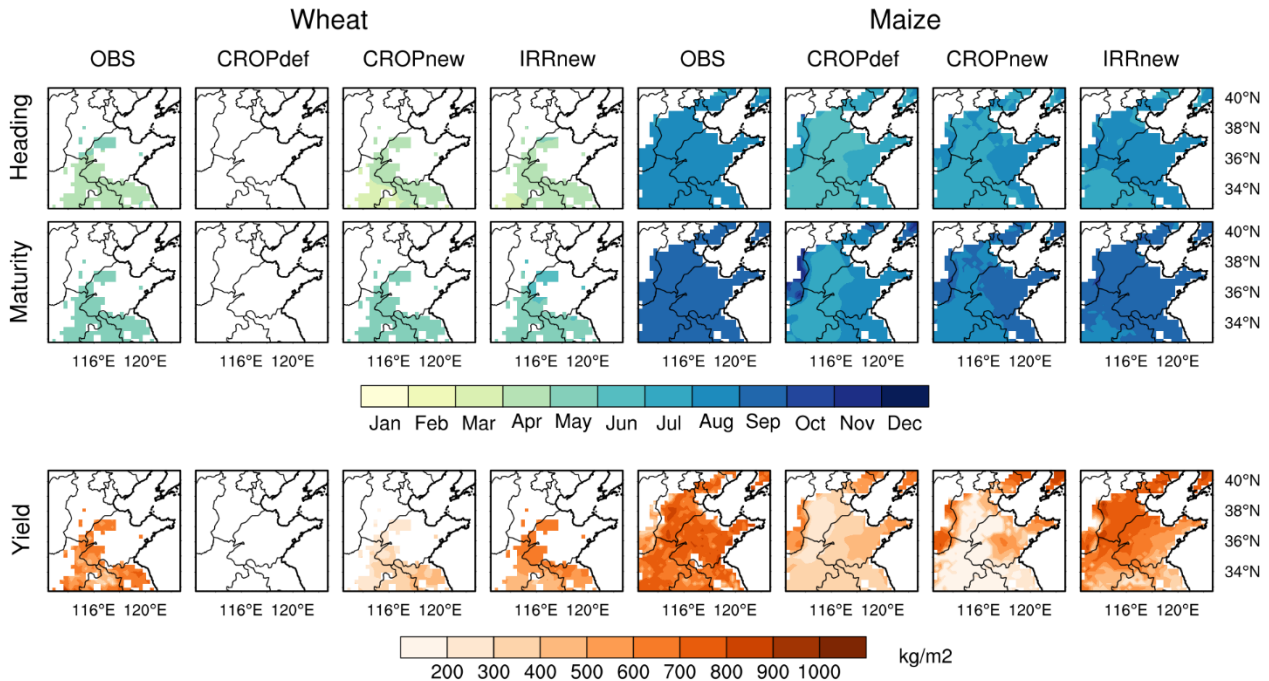 Wheat Maize
OBS CROPdef CROPnew IRRnew OBS CROPdef CROPnew IRRnew
Heading
40°N
38°N
36°N
34°N
Maturity
40°N
38°N
36°N
34°N
116°E 120°E 116°E 120°E 116°E 120°E 116°E 120°E 116°E 120°E 116°E 120°E 116°E 120°E 116°E 120°E
Jan Feb Mar Apr May Jun Jul Aug Sep Oct Nov Dec
Yield
40°N
38°N
36°N
34°N
116°E 120°E 116°E 120°E 116°E 120°E 116°E 120°E 116°E 120°E 116°E 120°E 116°E 120°E 116°E 120°E
200 300 400 500 600 700 800 900 1000 kg/m2